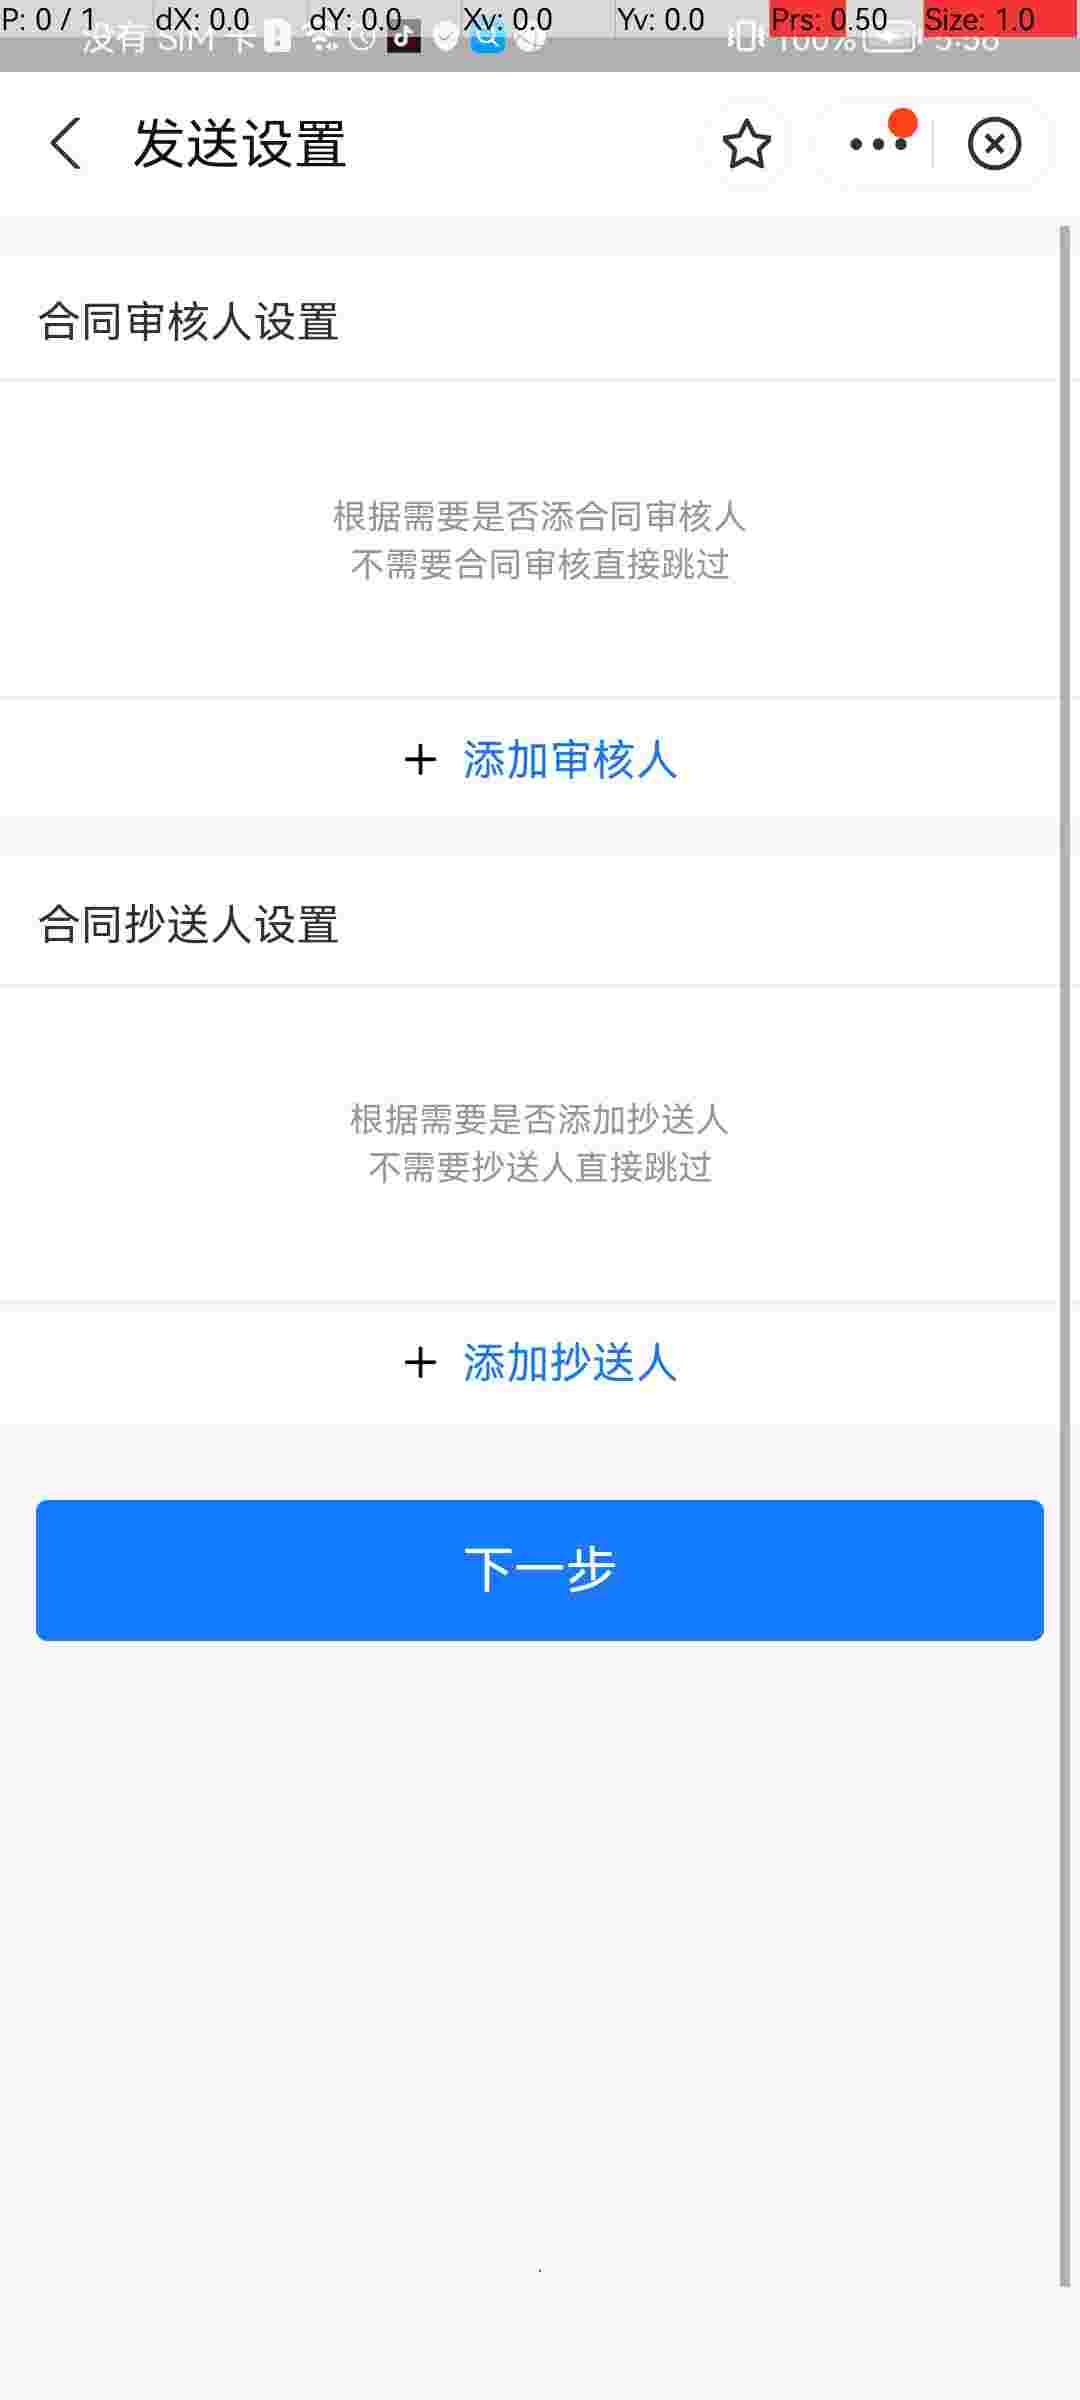 P: 0 / 1 dX: 0.0 dY: 0.0 Xv: 0.0 Yv: 0.0 Prs: 0.50 Size: 1.0
没有 SIM 卡 100% 5:38
发送设置
合同审核人设置
根据需要是否添合同审核人
不需要合同审核直接跳过
+ 添加审核人
合同抄送人设置
根据需要是否添加抄送人
不需要抄送人直接跳过
+ 添加抄送人
下一步